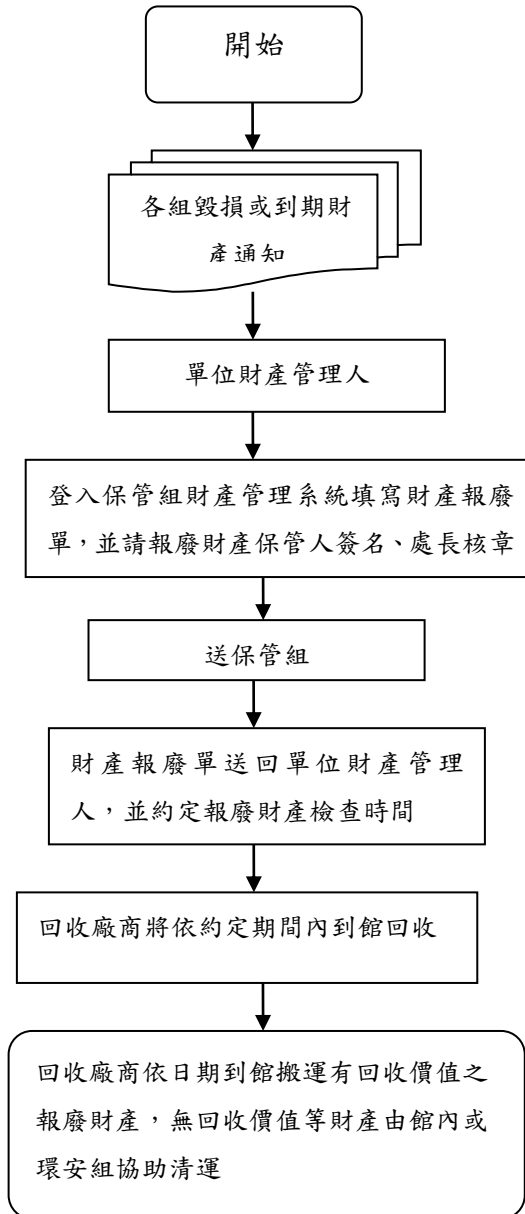 開始
各組毀損或到期財
產通知
單位財產管理人
登入保管組財產管理系統填寫財產報廢
單，並請報廢財產保管人簽名、處長核章
送保管組
財產報廢單送回單位財產管理
人，並約定報廢財產檢查時間
回收廠商將依約定期間內到館回收
回收廠商依日期到館搬運有回收價值之
報廢財產，無回收價值等財產由館內或
環安組協助清運